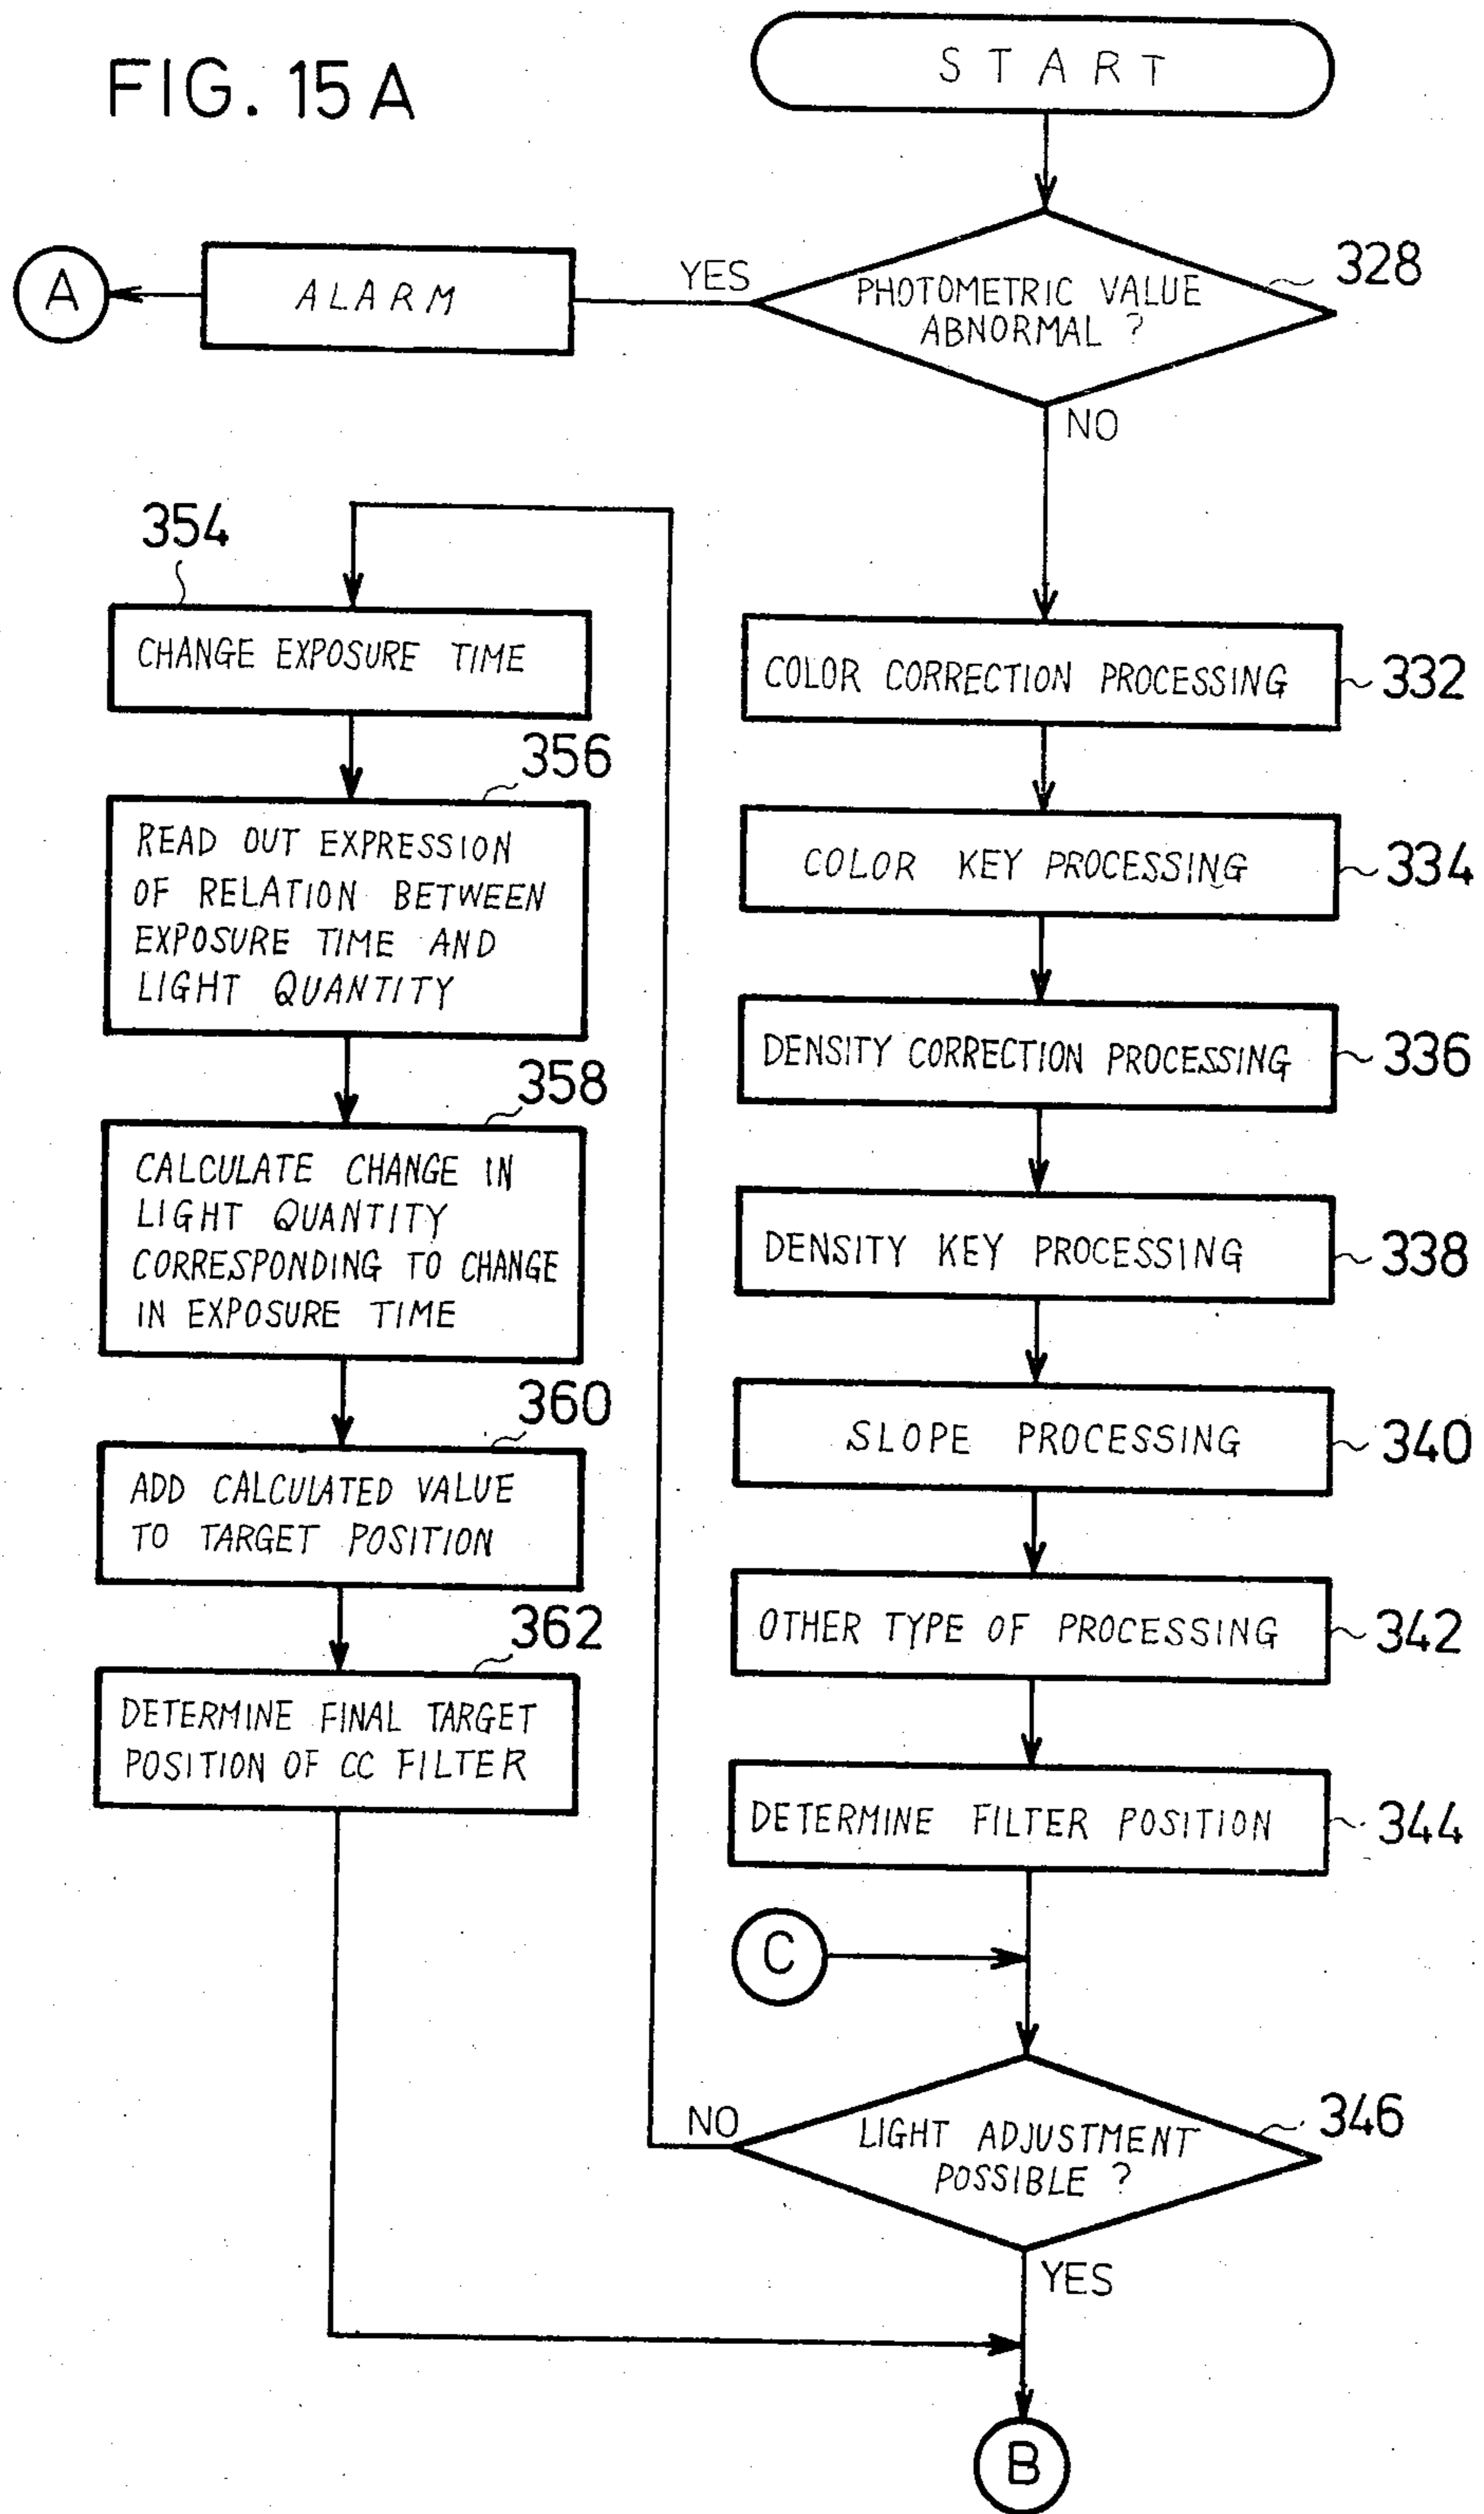 FIG. 15A
START
PHOTOMETRIC VALUE
ABNORMAL ?
328
YES
ALARM
A
NO
COLOR CORRECTION PROCESSING
332
COLOR KEY PROCESSING
334
DENSITY CORRECTION PROCESSING
336
DENSITY KEY PROCESSING
338
SLOPE PROCESSING
340
OTHER TYPE OF PROCESSING
342
DETERMINE FILTER POSITION
344
C
LIGHT ADJUSTMENT
POSSIBLE ?
346
NO
YES
354
CHANGE EXPOSURE TIME
356
READ OUT EXPRESSION
OF RELATION BETWEEN
EXPOSURE TIME AND
LIGHT QUANTITY
358
CALCULATE CHANGE IN
LIGHT QUANTITY
CORRESPONDING TO CHANGE
IN EXPOSURE TIME
360
ADD CALCULATED VALUE
TO TARGET POSITION
362
DETERMINE FINAL TARGET
POSITION OF CC FILTER
B